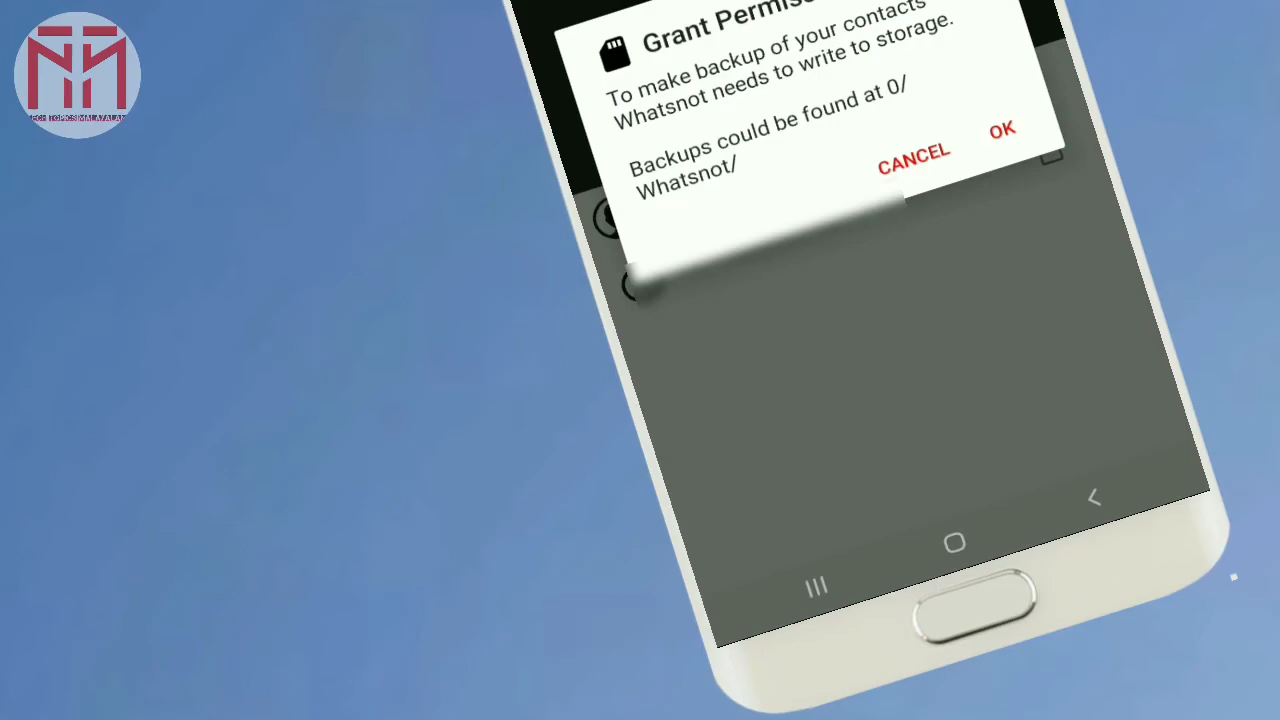 Grant
To make backup of your contacts
Whatsnot needs to write to storage.
Backups could be found at 0/
Whatsnot/
CANCEL
OK